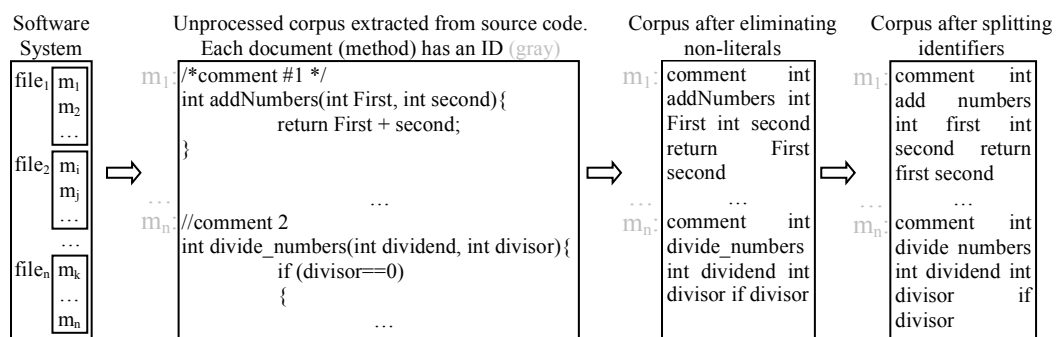 Software
System
file1 m1
m2
…
file2 mi
mj
…
…
filen mk
…
mn
Unprocessed corpus extracted from source code.
Each document (method) has an ID (gray)
m1: /*comment #1 */
int addNumbers(int First, int second){
return First + second;
}
… …
mn: //comment 2
int divide_numbers(int dividend, int divisor){
if (divisor==0)
{
…
Corpus after eliminating
non-literals
m1: comment int
addNumbers int
First int second
return First
second
… …
mn: comment int
divide_numbers
int dividend int
divisor if divisor
Corpus after splitting
identifiers
m1: comment int
add numbers
int first int
second return
first second
… …
mn: comment int
divide numbers
int dividend int
divisor if
divisor